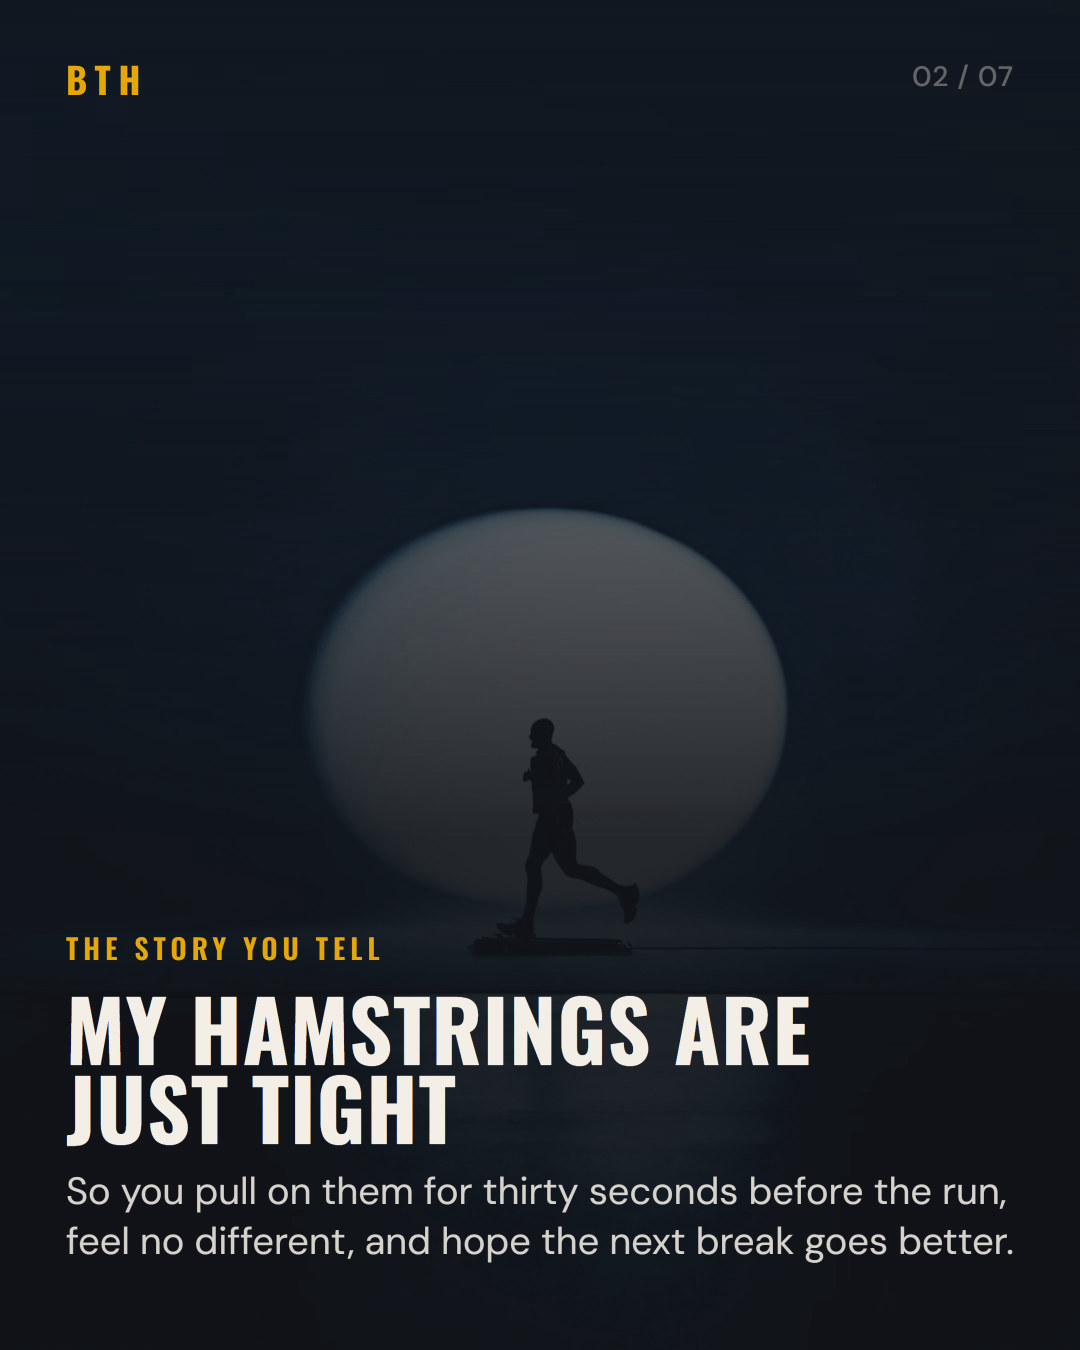 BTH
02 / 07
THE STORY YOU TELL
MY HAMSTRINGS ARE
JUST TIGHT
So you pull on them for thirty seconds before the run,
feel no different, and hope the next break goes better.